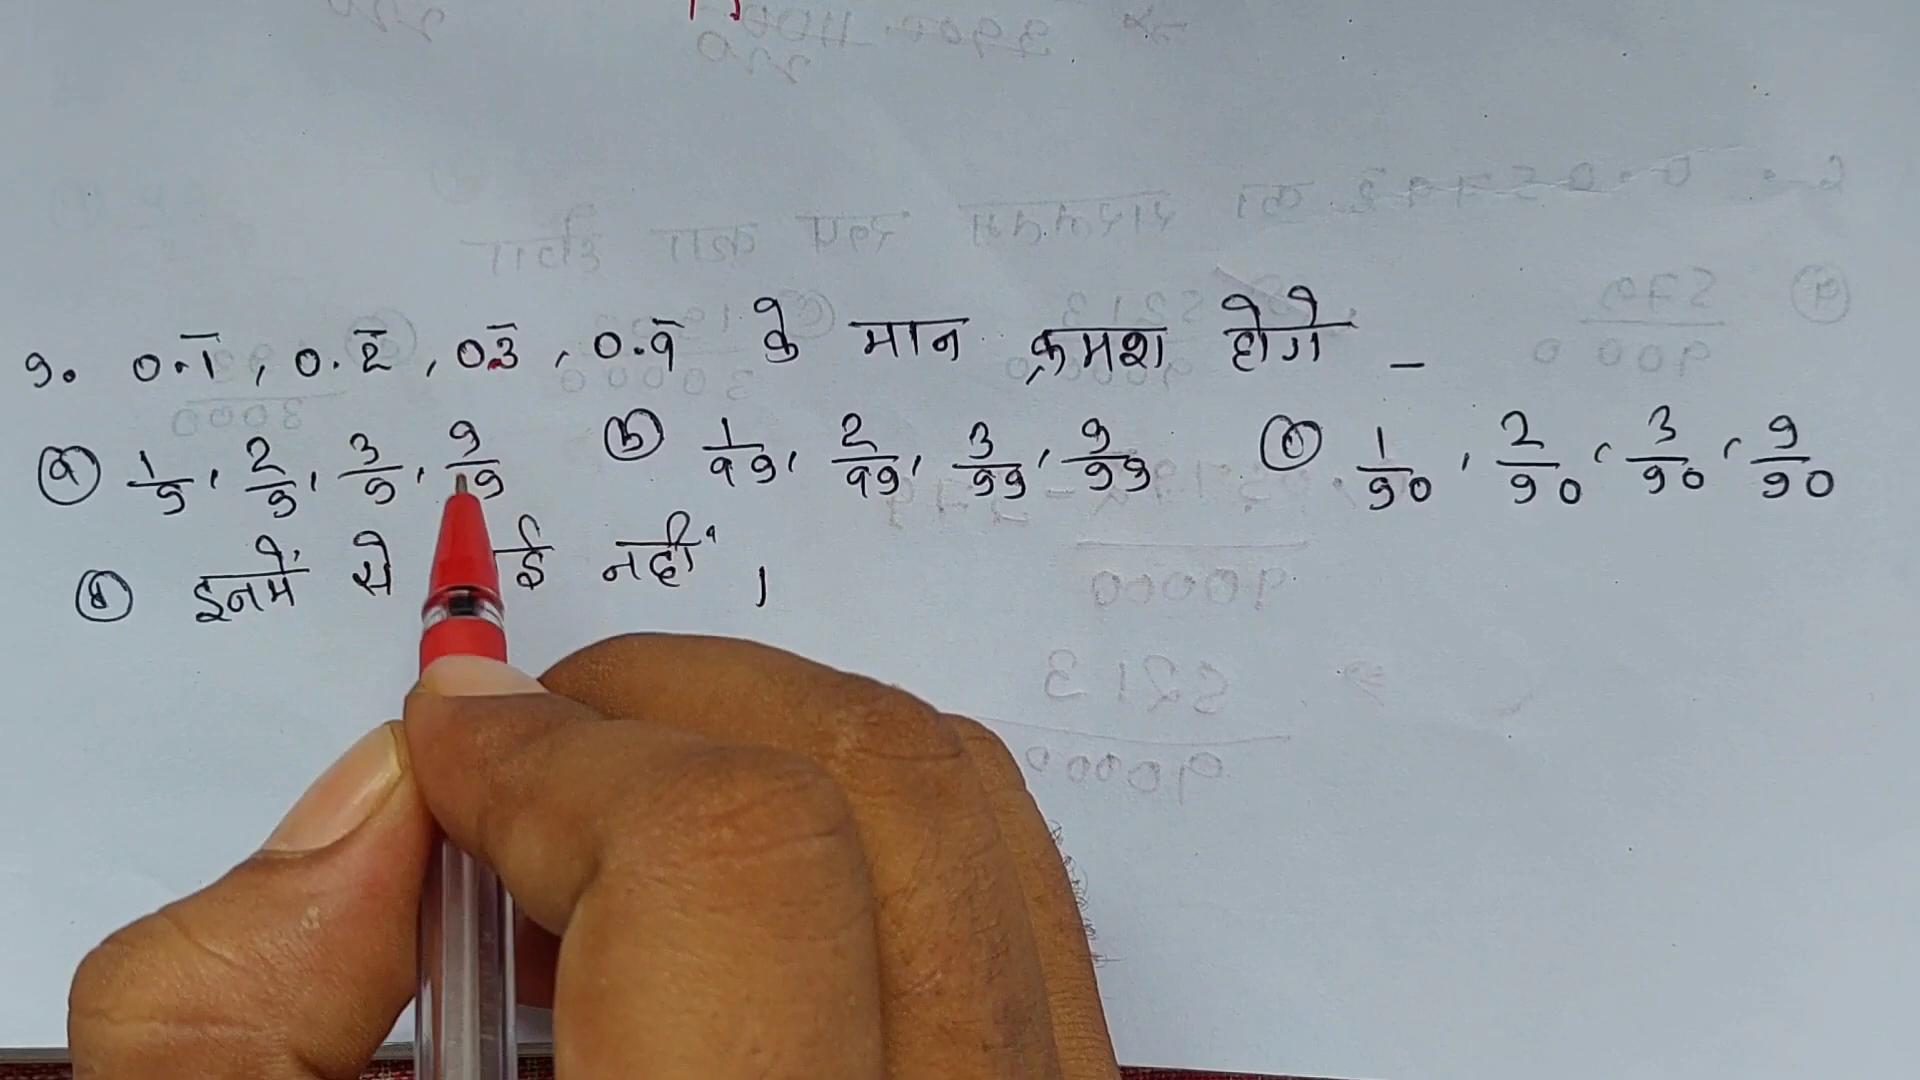 9. 0.1̅, 0.2̅, 0.3̅, 0.9̅ के मान क्रमश होगे –
ⓐ 1/9, 2/9, 3/9, 9/9 ⓑ 1/99, 2/99, 3/99, 9/99 ⓒ 1/90, 2/90, 3/90, 9/90
ⓓ इनमें से ई नहीं,